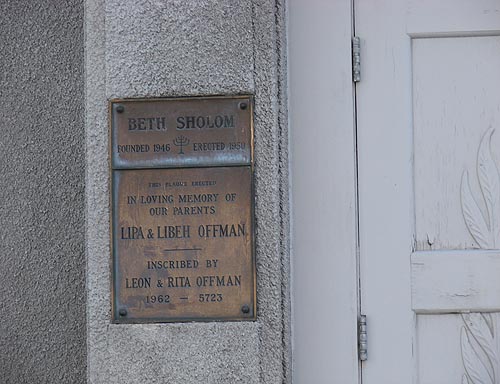 BETH SHOLOM
FOUNDED 1946 ERECTED 1950
THIS PLAQUE ERECTED
IN LOVING MEMORY OF
OUR PARENTS
LIPA & LIBEH OFFMAN
INSCRIBED BY
LEON & RITA OFFMAN
1962 — 5723